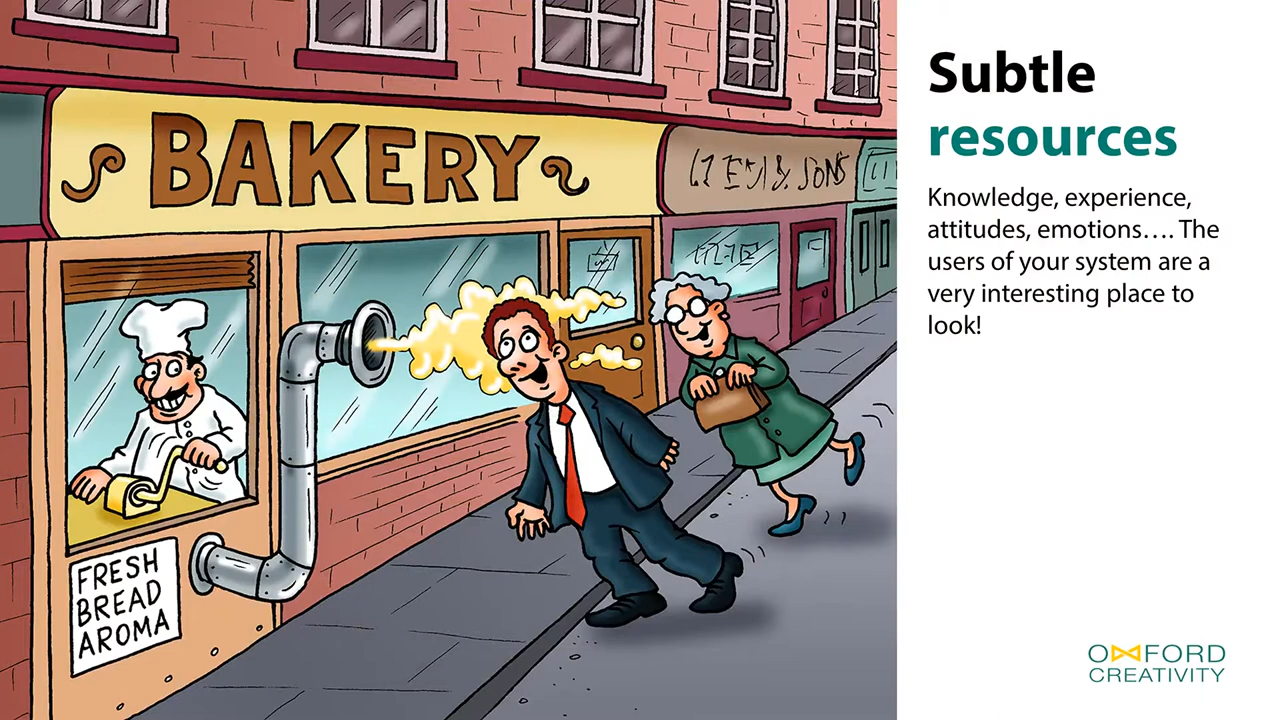 BAKERY
& SONS
FRESH
BREAD
AROMA
Subtle
resources
Knowledge, experience,
attitudes, emotions…. The
users of your system are a
very interesting place to
look!
OXFORD
CREATIVITY